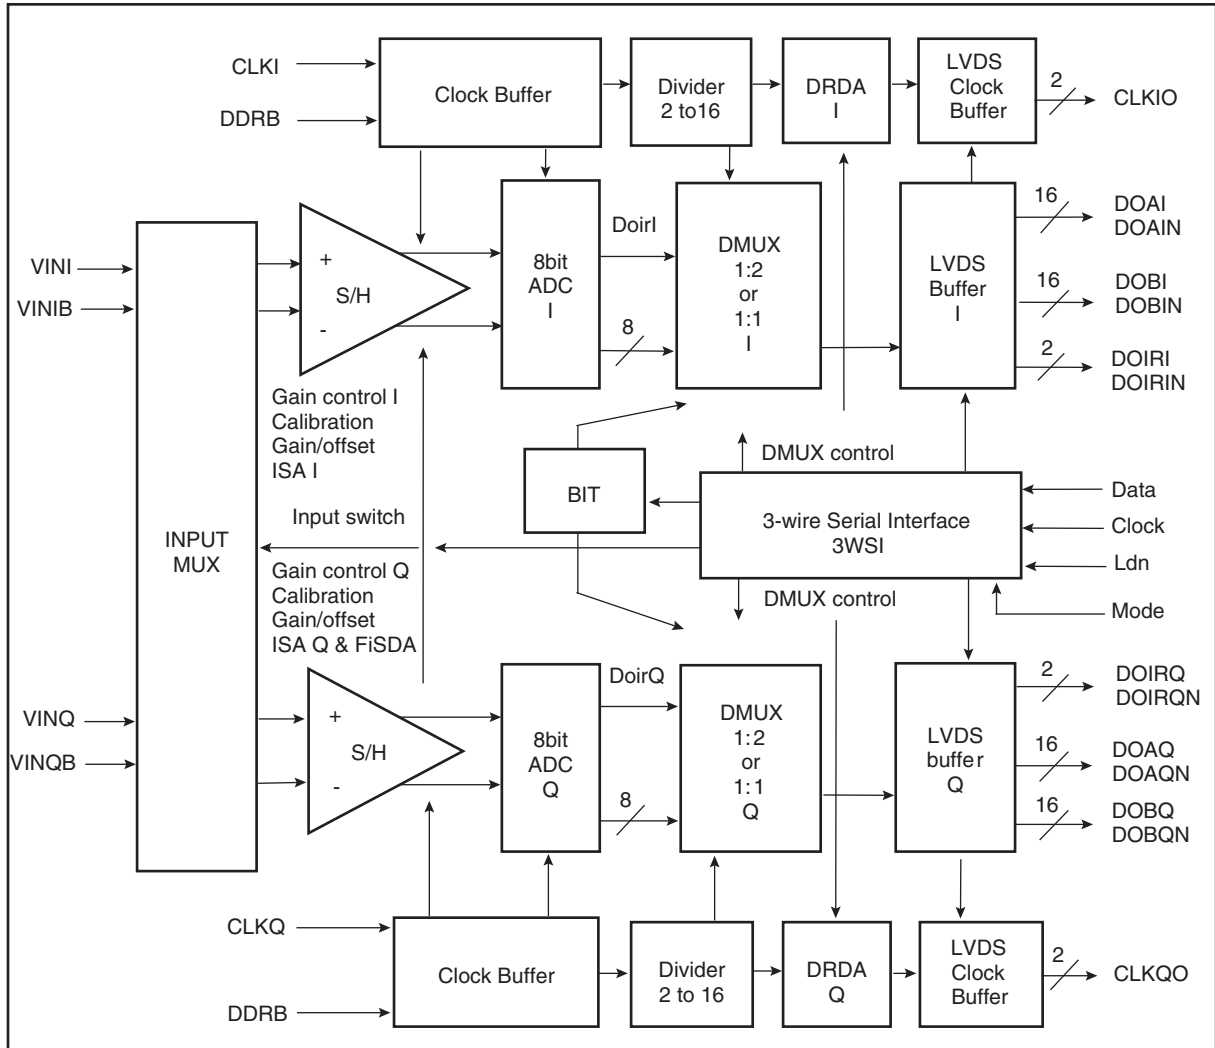 CLKI
DDRB
Clock Buffer
Divider
2 to16
DRDA
I
LVDS
Clock
Buffer
2
CLKIO
VINI
VINIB
INPUT
MUX
+
S/H
-
8bit
ADC
I
DoirI
8
DMUX
1:2
or
1:1
I
LVDS
Buffer
I
16
DOAI
DOAIN
16
DOBI
DOBIN
2
DOIRI
DOIRIN
Gain control I
Calibration
Gain/offset
ISA I
Input switch
Gain control Q
Calibration
Gain/offset
ISA Q & FiSDA
BIT
DMUX control
3-wire Serial Interface
3WSI
DMUX control
Data
Clock
Ldn
Mode
VINQ
VINQB
+
S/H
-
8bit
ADC
Q
DoirQ
8
DMUX
1:2
or
1:1
Q
LVDS
buffer
Q
2
DOIRQ
DOIRQN
16
DOAQ
DOAQN
16
DOBQ
DOBQN
CLKQ
DDRB
Clock Buffer
Divider
2 to 16
DRDA
Q
LVDS
Clock
Buffer
2
CLKQO